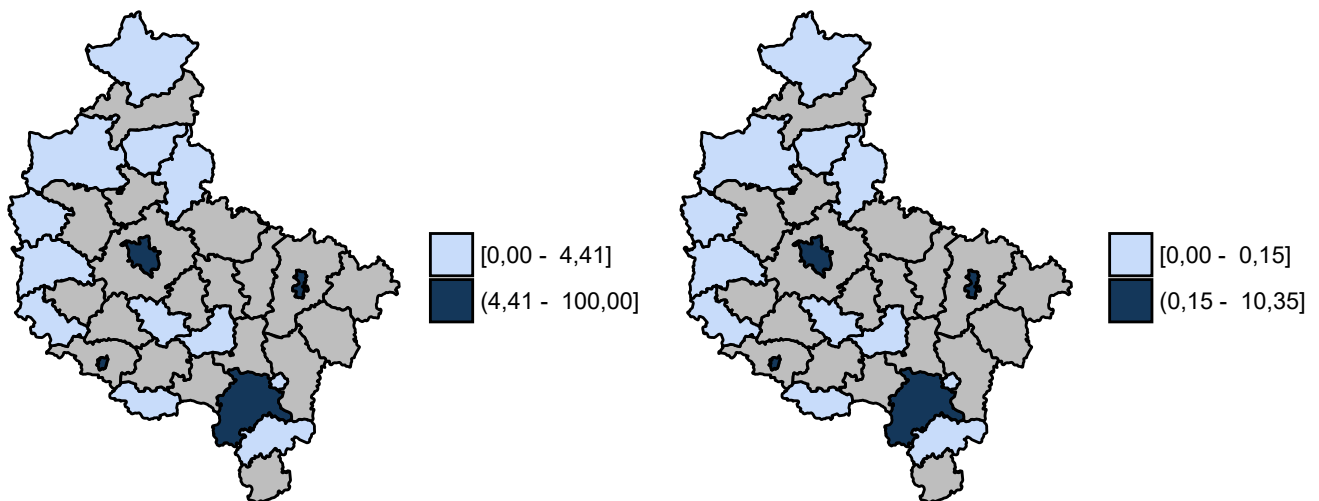 [0,00 -  4,41]
(4,41 -  100,00]
[0,00 -  0,15]
(0,15 -  10,35]